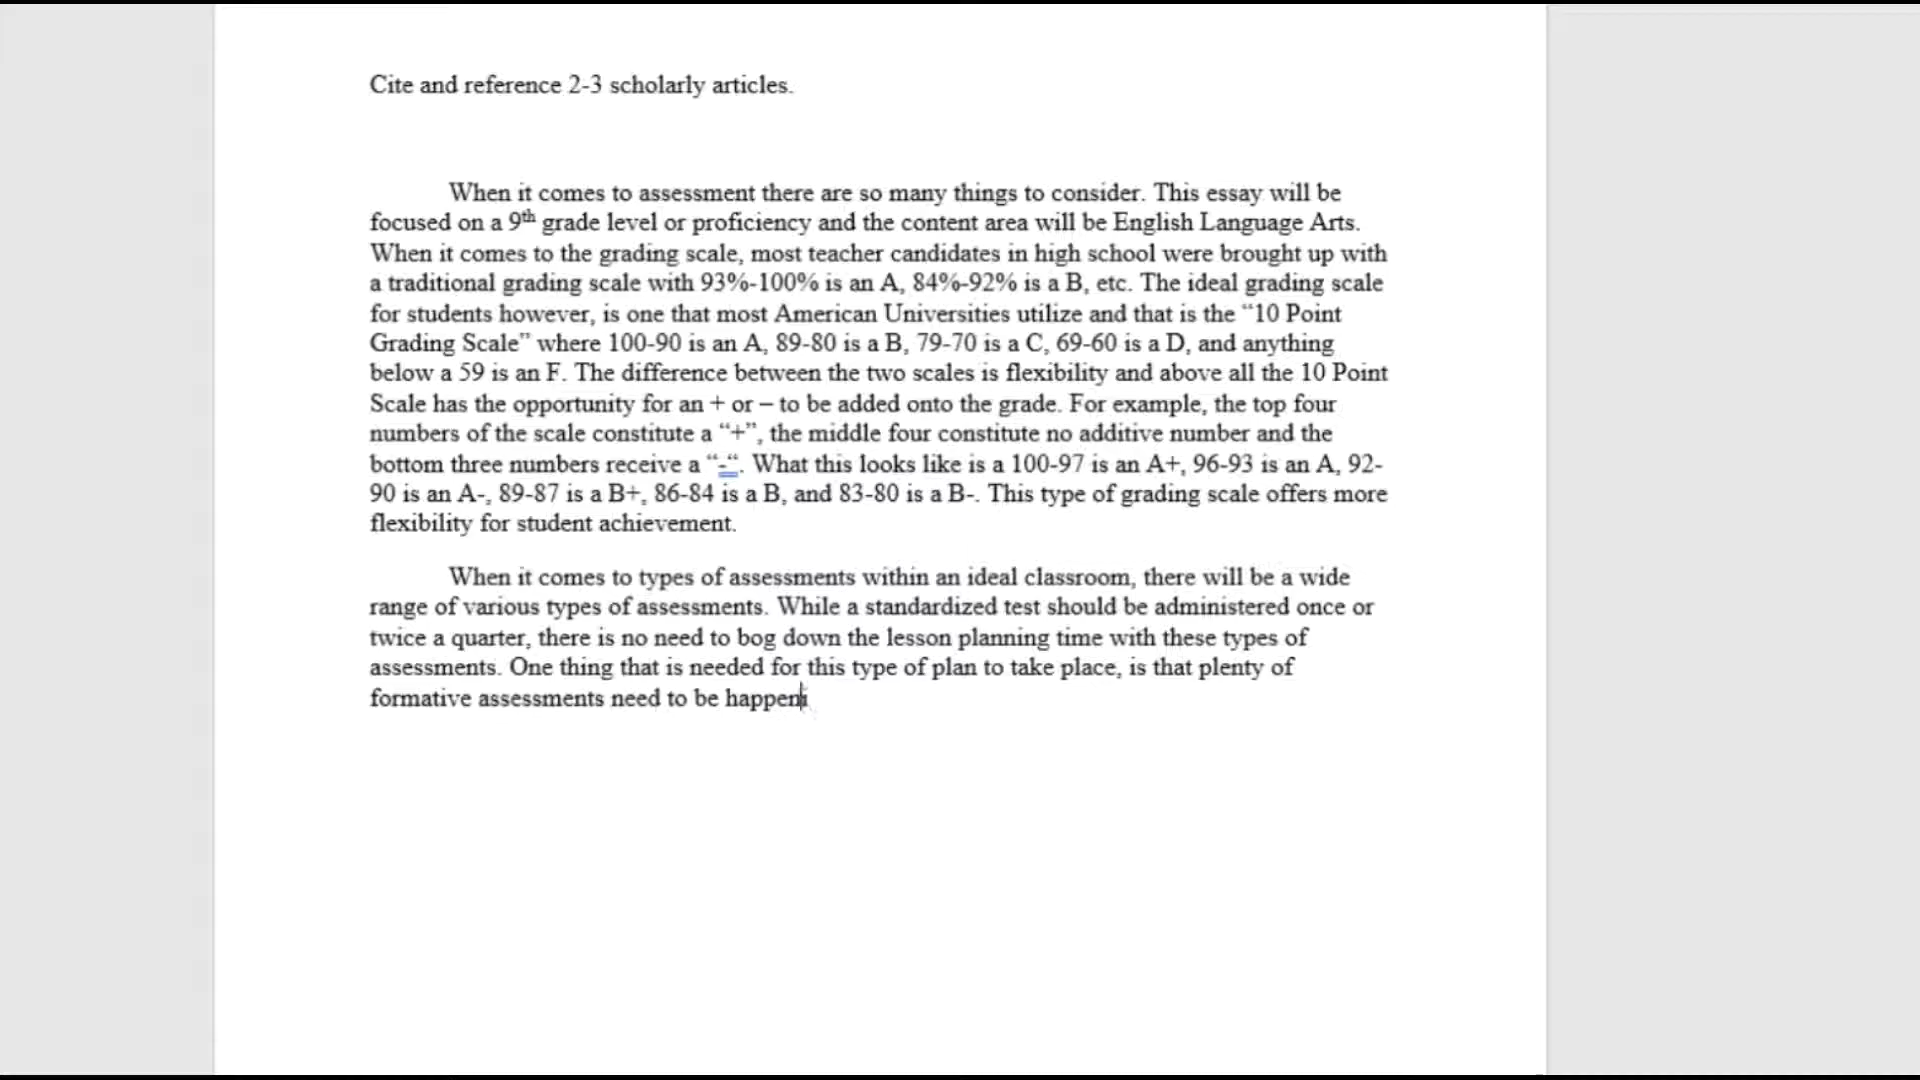 Cite and reference 2-3 scholarly articles.
When it comes to assessment there are so many things to consider. This essay will be
focused on a 9th grade level or proficiency and the content area will be English Language Arts.
When it comes to the grading scale, most teacher candidates in high school were brought up with
a traditional grading scale with 93%-100% is an A, 84%-92% is a B, etc. The ideal grading scale
for students however, is one that most American Universities utilize and that is the “10 Point
Grading Scale” where 100-90 is an A, 89-80 is a B, 79-70 is a C, 69-60 is a D, and anything
below a 59 is an F. The difference between the two scales is flexibility and above all the 10 Point
Scale has the opportunity for an + or – to be added onto the grade. For example, the top four
numbers of the scale constitute a “+”, the middle four constitute no additive number and the
bottom three numbers receive a “-“. What this looks like is a 100-97 is an A+, 96-93 is an A, 92-
90 is an A-, 89-87 is a B+, 86-84 is a B, and 83-80 is a B-. This type of grading scale offers more
flexibility for student achievement.
When it comes to types of assessments within an ideal classroom, there will be a wide
range of various types of assessments. While a standardized test should be administered once or
twice a quarter, there is no need to bog down the lesson planning time with these types of
assessments. One thing that is needed for this type of plan to take place, is that plenty of
formative assessments need to be happeni